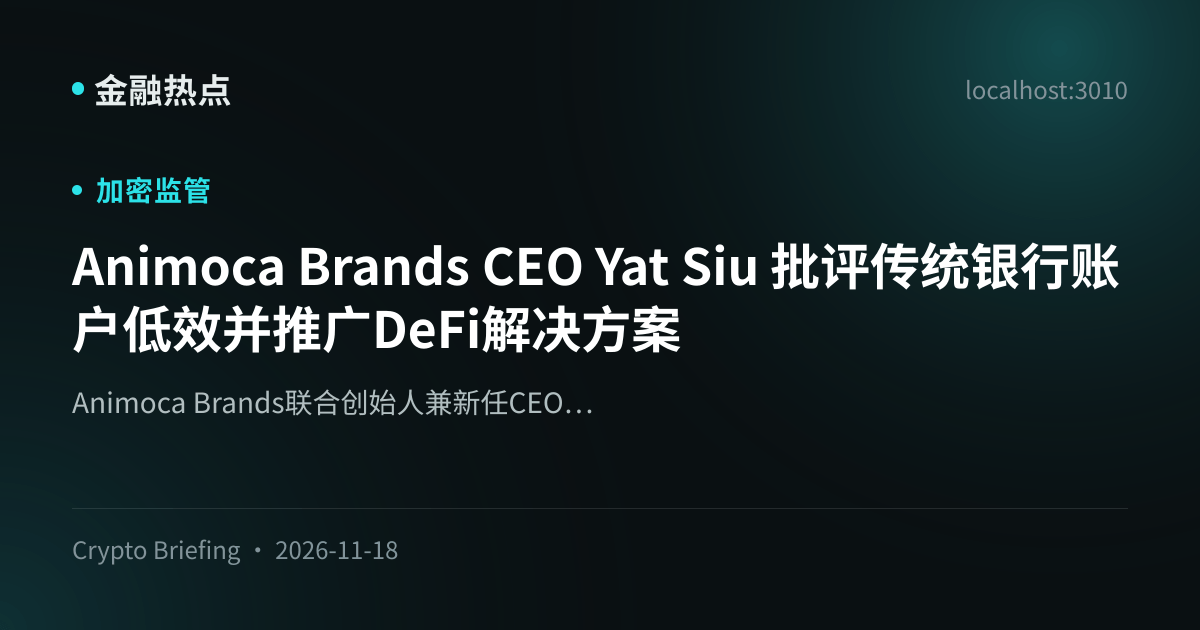 金融热点
localhost:3010
加密监管
Animoca Brands CEO Yat Siu 批评传统银行账
户低效并推广DeFi解决方案
Animoca Brands联合创始人兼新任CEO…
Crypto Briefing · 2026-11-18